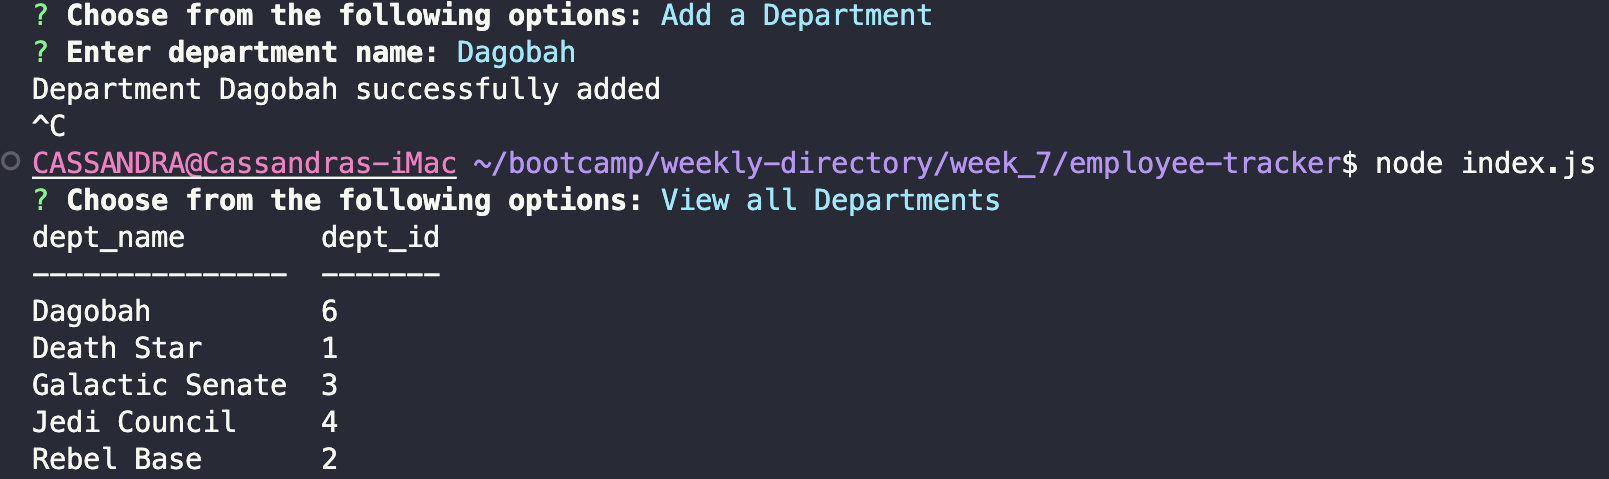 ? Choose from the following options: Add a Department
? Enter department name: Dagobah
Department Dagobah successfully added
^C
CASSANDRA@Cassandras-iMac ~/bootcamp/weekly-directory/week_7/employee-tracker$ node index.js
? Choose from the following options: View all Departments
dept_name        dept_id
---------------  -------
Dagobah          6
Death Star       1
Galactic Senate  3
Jedi Council     4
Rebel Base       2